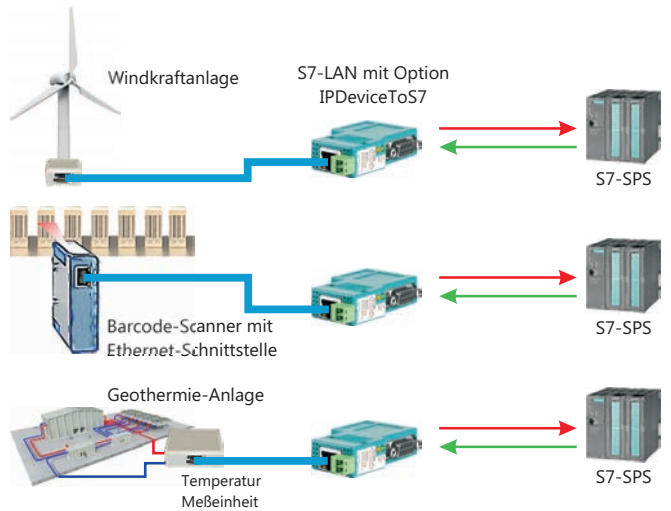 Windkraftanlage
S7-LAN mit Option
IPDeviceToS7
S7-SPS
Barcode-Scanner mit
Ethernet-Schnittstelle
S7-SPS
Geothermie-Anlage
Temperatur
Meßeinheit
S7-SPS